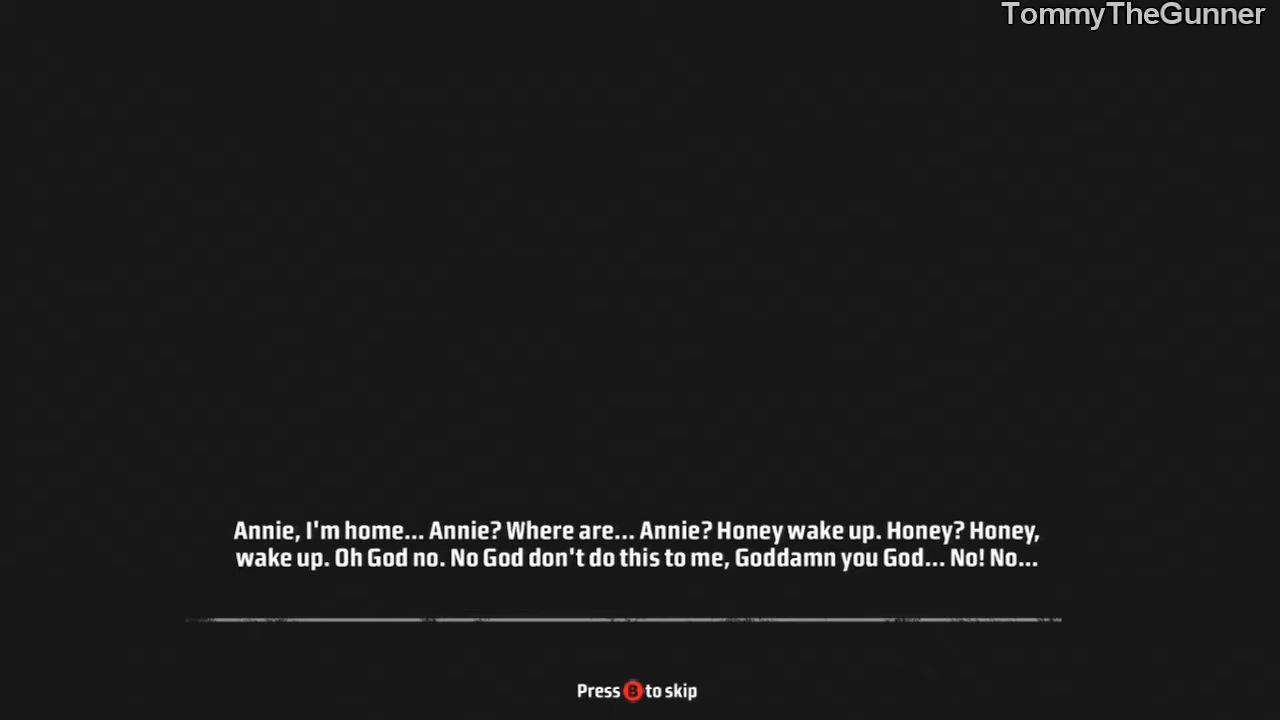 TommyTheGunner
Annie, I'm home... Annie? Where are... Annie? Honey wake up. Honey? Honey,
wake up. Oh God no. No God don't do this to me, Goddamn you God... No! No...
Press B to skip